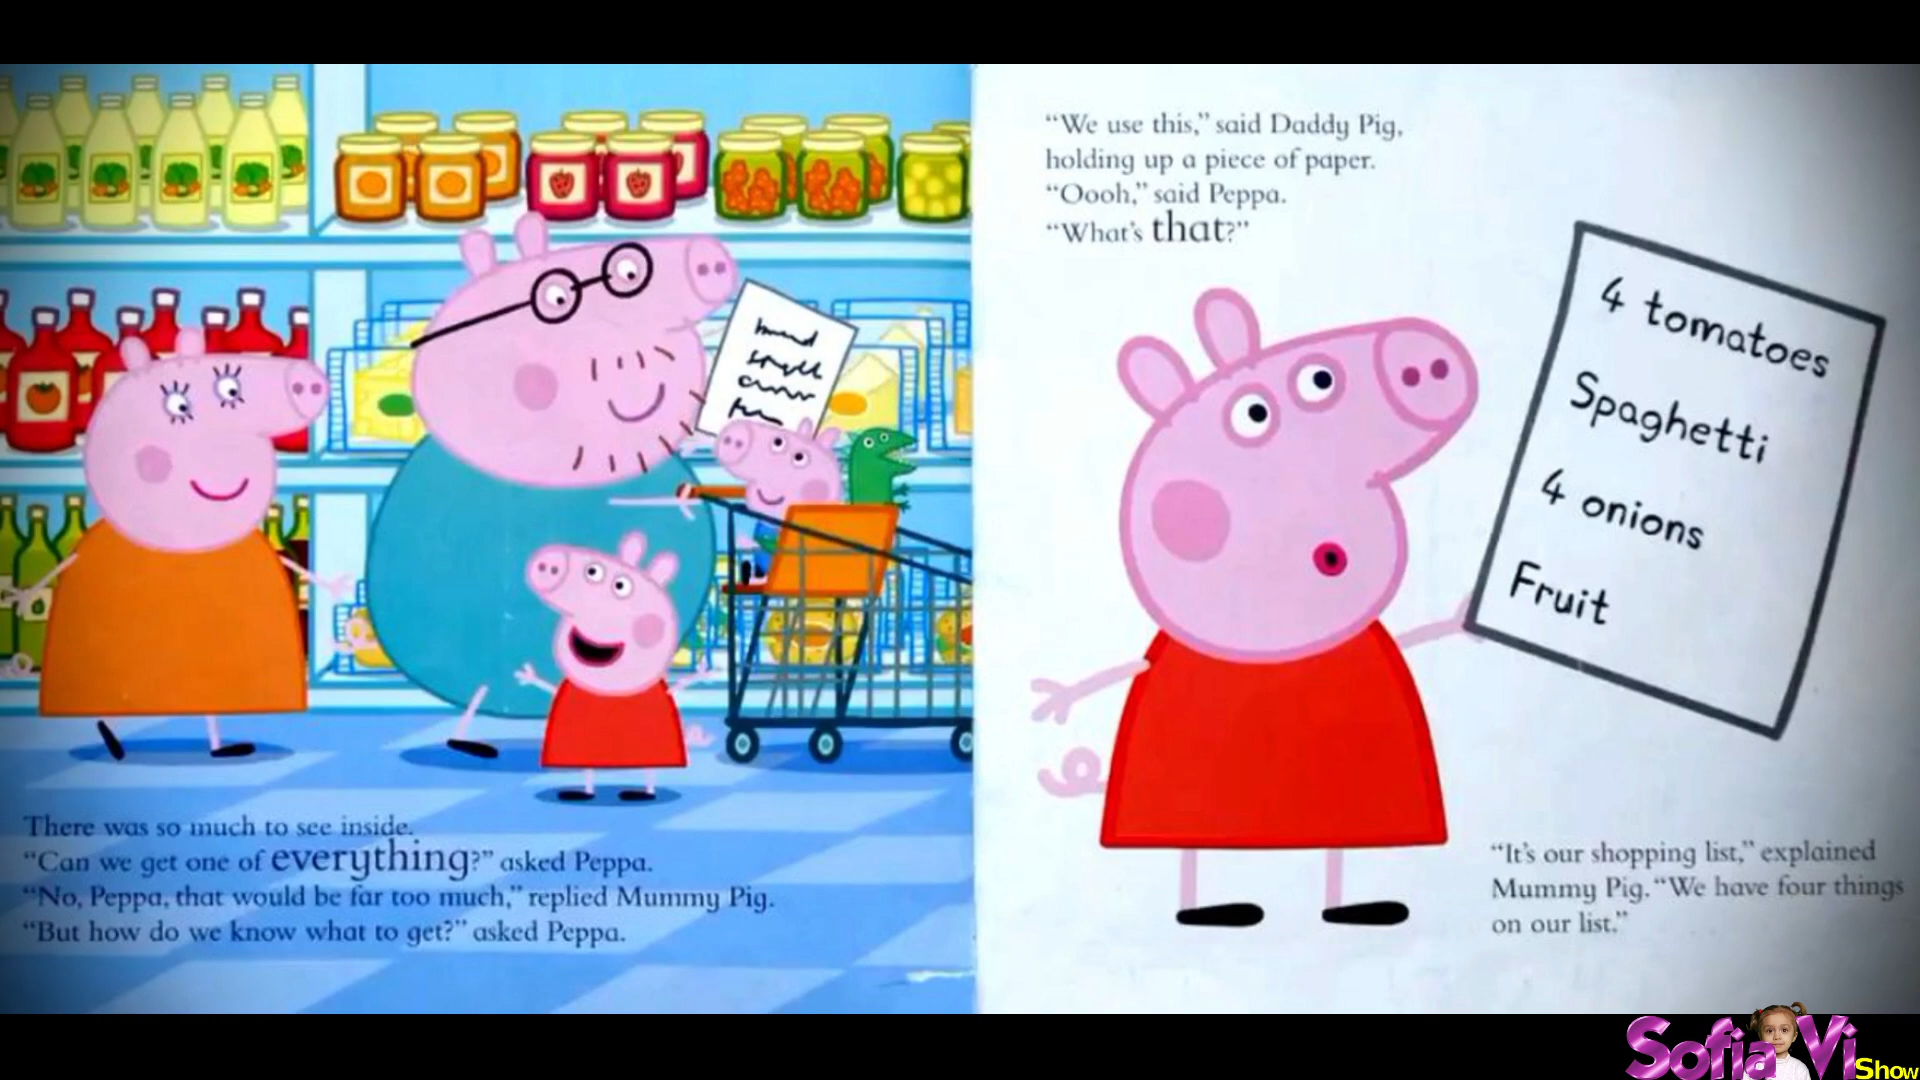 There was so much to see inside.
“Can we get one of everything?” asked Peppa.
“No, Peppa, that would be far too much,” replied Mummy Pig.
“But how do we know what to get?” asked Peppa.
“We use this,” said Daddy Pig,
holding up a piece of paper.
“Oooh,” said Peppa.
“What’s that?”
4 tomatoes
Spaghetti
4 onions
Fruit
“It’s our shopping list,” explained
Mummy Pig. “We have four things
on our list.”
Sofia Vi
Show